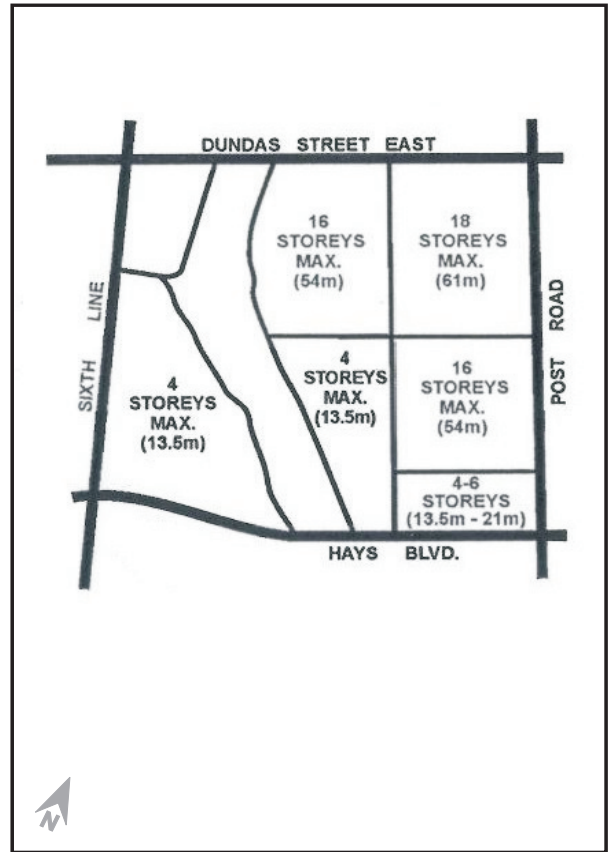 DUNDAS STREET EAST
16
STOREYS
MAX.
(54m)
18
STOREYS
MAX.
(61m)
SIXTH LINE
POST ROAD
4
STOREYS
MAX.
(13.5m)
4
STOREYS
MAX.
(13.5m)
16
STOREYS
MAX.
(54m)
4-6
STOREYS
(13.5m - 21m)
HAYS BLVD.
N